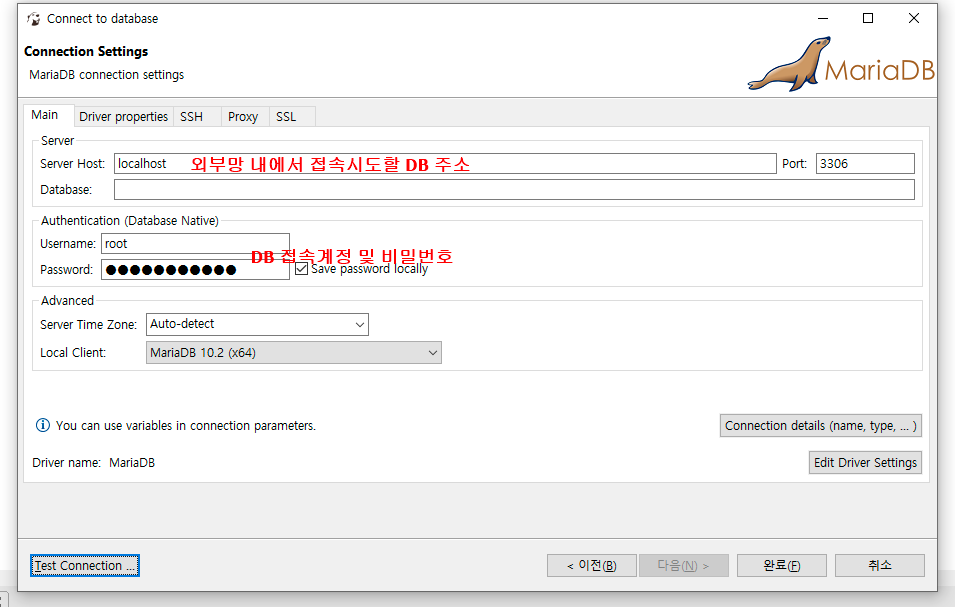 Connect to database
Connection Settings
MariaDB connection settings
MariaDB
Main Driver properties SSH Proxy SSL
Server
Server Host: localhost 외부망 내에서 접속시도할 DB 주소 Port: 3306
Database:
Authentication (Database Native)
Username: root
DB 접속계정 및 비밀번호
Password: ●●●●●●●●●●● Save password locally
Advanced
Server Time Zone: Auto-detect
Local Client: MariaDB 10.2 (x64)
You can use variables in connection parameters.
Connection details (name, type, ... )
Driver name: MariaDB
Edit Driver Settings
Test Connection ... < 이전(B) 다음(N) > 완료(F) 취소